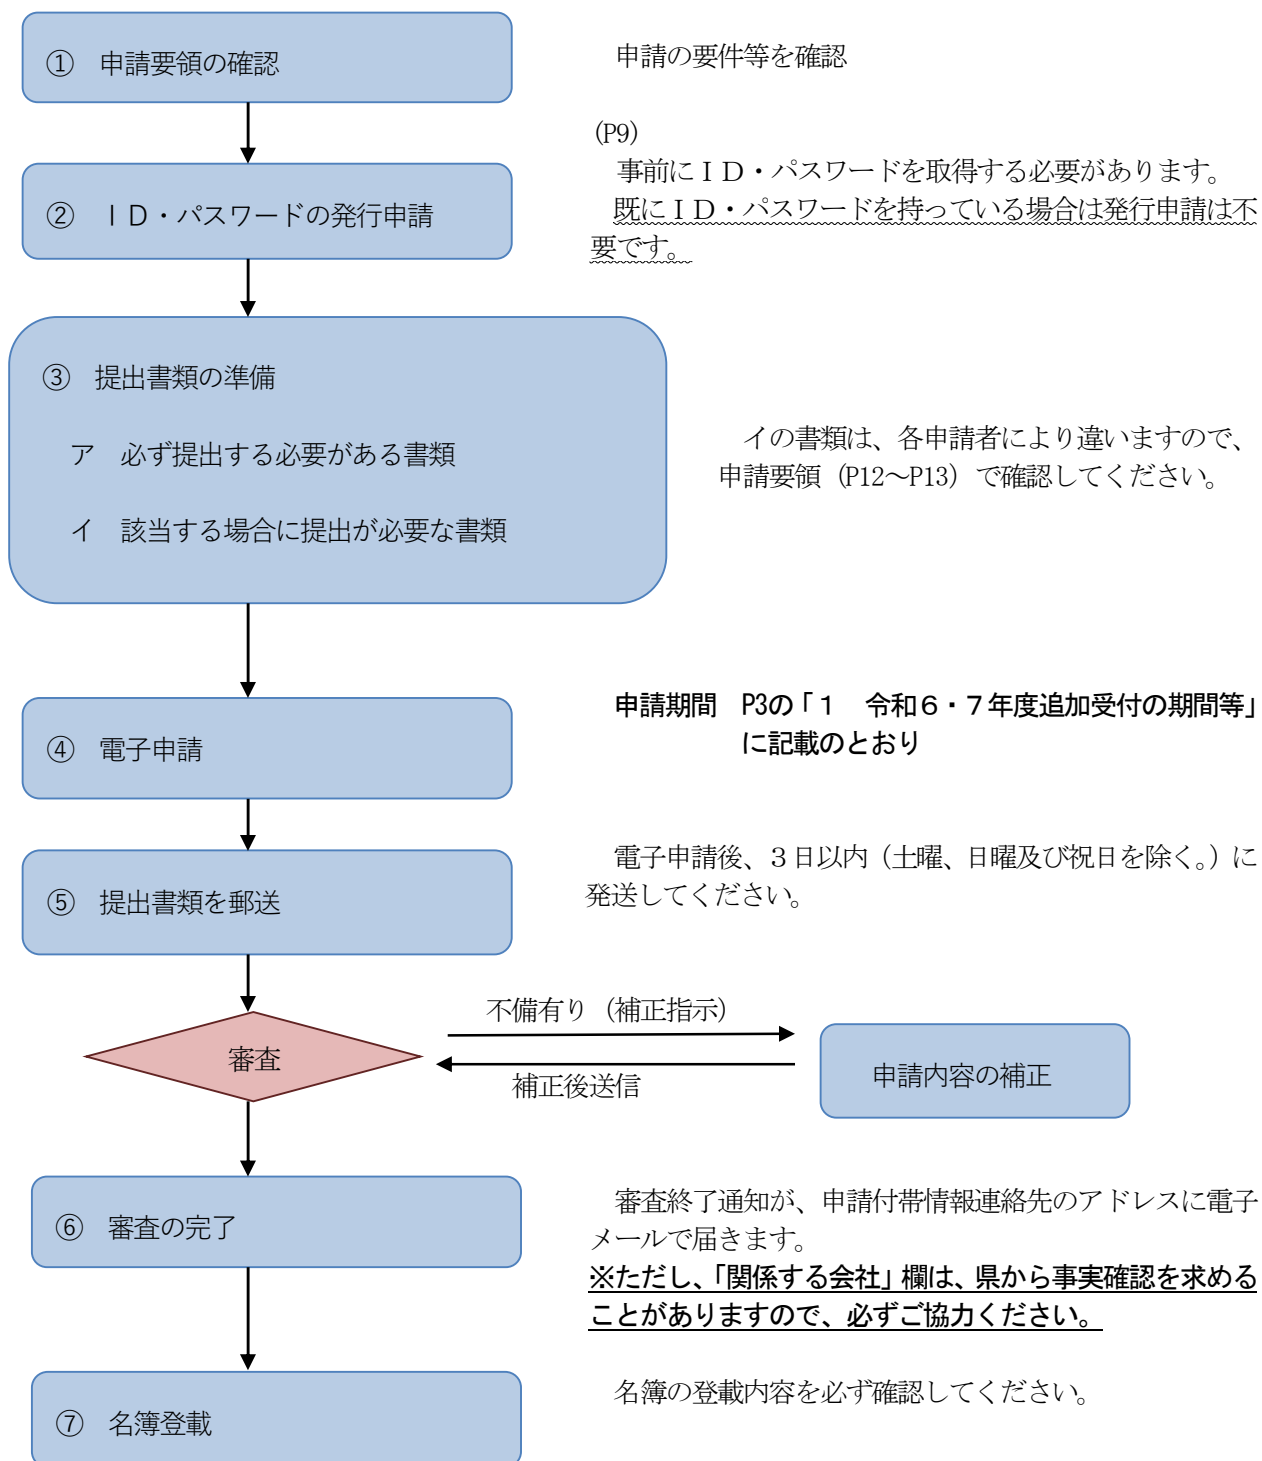 ①　申請要領の確認
申請の要件等を確認
(P9)
②　ＩＤ・パスワードの発行申請
事前にＩＤ・パスワードを取得する必要があります。
既にＩＤ・パスワードを持っている場合は発行申請は不
要です。
③　提出書類の準備
ア　必ず提出する必要がある書類
イ　該当する場合に提出が必要な書類
イの書類は、各申請者により違いますので、
申請要領（P12～P13）で確認してください。
④　電子申請
申請期間　P3の「１　令和６・７年度追加受付の期間等」
に記載のとおり
⑤　提出書類を郵送
電子申請後、３日以内（土曜、日曜及び祝日を除く。）に
発送してください。
審査
不備有り（補正指示）
補正後送信
申請内容の補正
⑥　審査の完了
審査終了通知が、申請付帯情報連絡先のアドレスに電子
メールで届きます。
※ただし、「関係する会社」欄は、県から事実確認を求める
ことがありますので、必ずご協力ください。
⑦　名簿登載
名簿の登載内容を必ず確認してください。